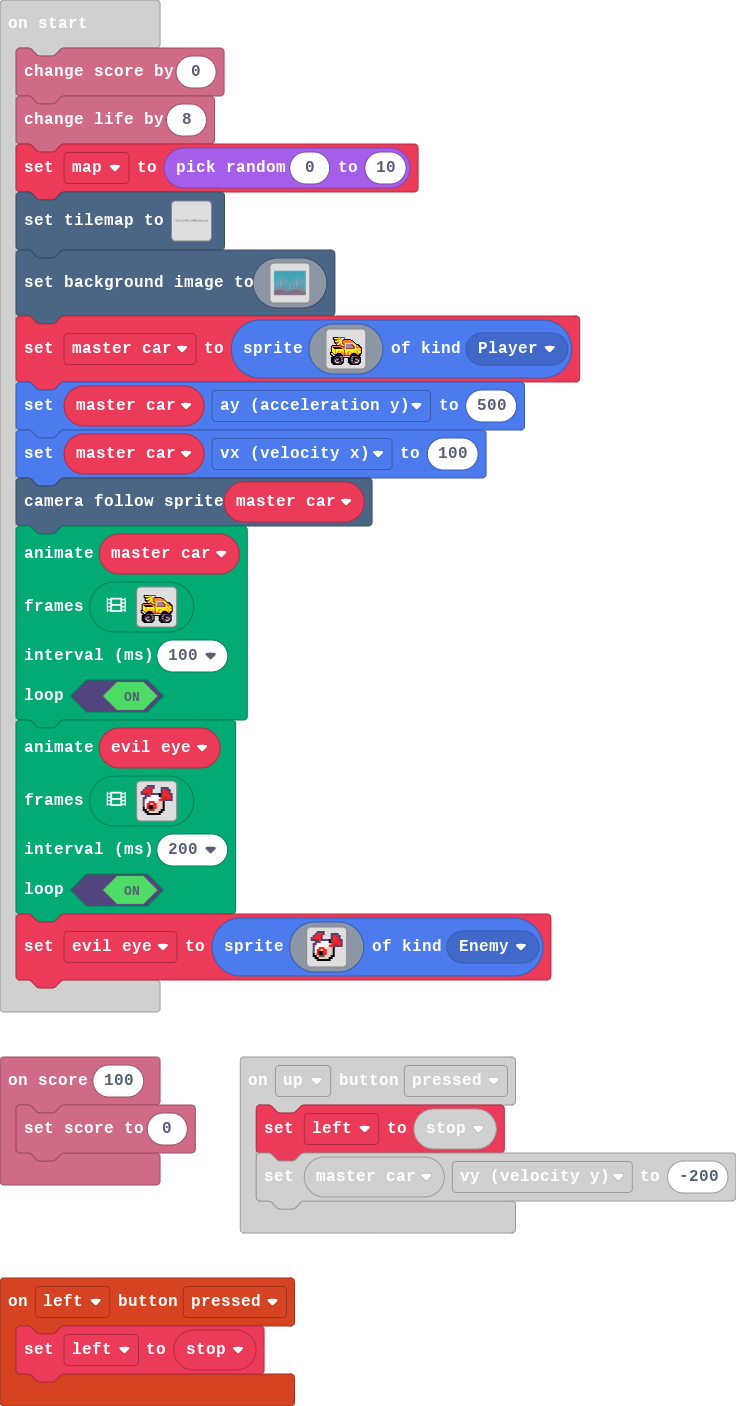 on start
change score by 0
change life by 8
set map to pick random 0 to 10
set tilemap to
set background image to
set master car to sprite of kind Player
set master car ay (acceleration y) to 500
set master car vx (velocity x) to 100
camera follow sprite master car
animate master car
frames
interval (ms) 100
loop ON
animate evil eye
frames
interval (ms) 200
loop ON
set evil eye to sprite of kind Enemy
on score 100
set score to 0
on up button pressed
set left to stop
set master car vy (velocity y) to -200
on left button pressed
set left to stop